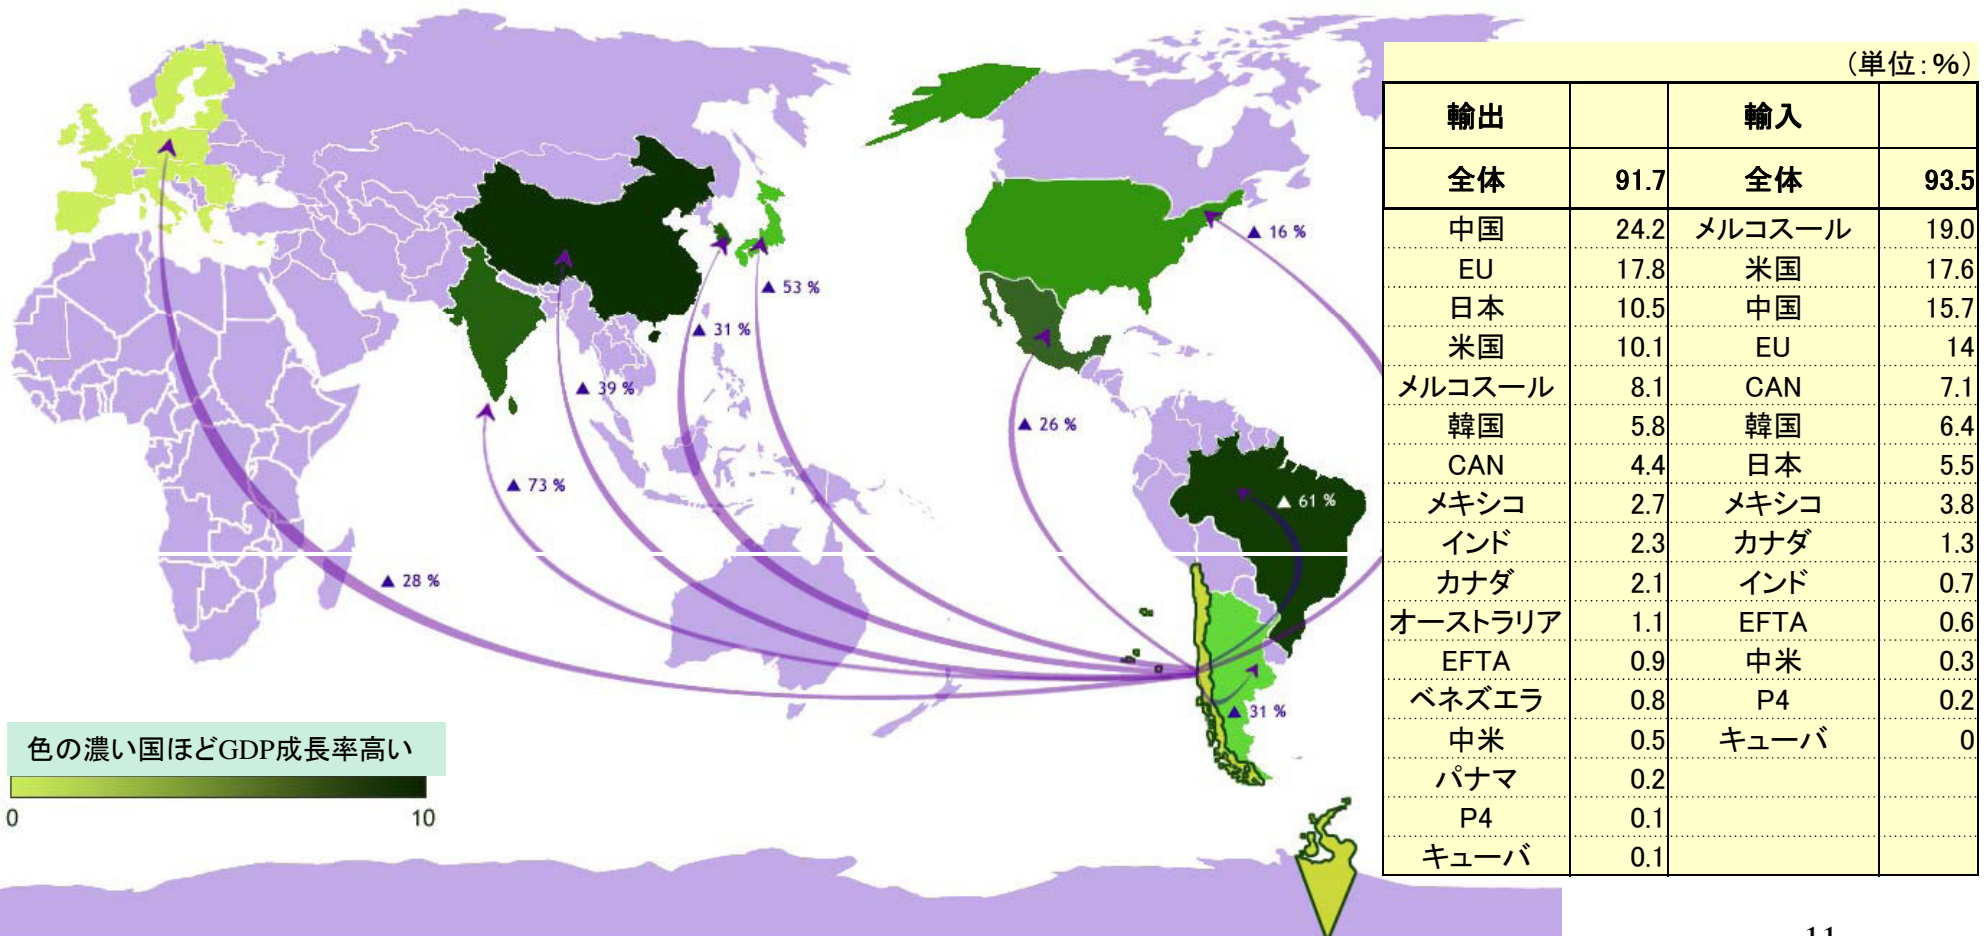 (単位:%)
輸出 輸入
全体 91.7 全体 93.5
中国 24.2 メルコスール 19.0
EU 17.8 米国 17.6
日本 10.5 中国 15.7
米国 10.1 EU 14
メルコスール 8.1 CAN 7.1
韓国 5.8 韓国 6.4
CAN 4.4 日本 5.5
メキシコ 2.7 メキシコ 3.8
インド 2.3 カナダ 1.3
カナダ 2.1 インド 0.7
オーストラリア 1.1 EFTA 0.6
EFTA 0.9 中米 0.3
ベネズエラ 0.8 P4 0.2
中米 0.5 キューバ 0
パナマ 0.2
P4 0.1
キューバ 0.1
▲ 16 %
▲ 53 %
▲ 31 %
▲ 39 %
▲ 26 %
▲ 73 %
▲ 61 %
▲ 28 %
▲ 31 %
色の濃い国ほどGDP成長率高い
0 10
11